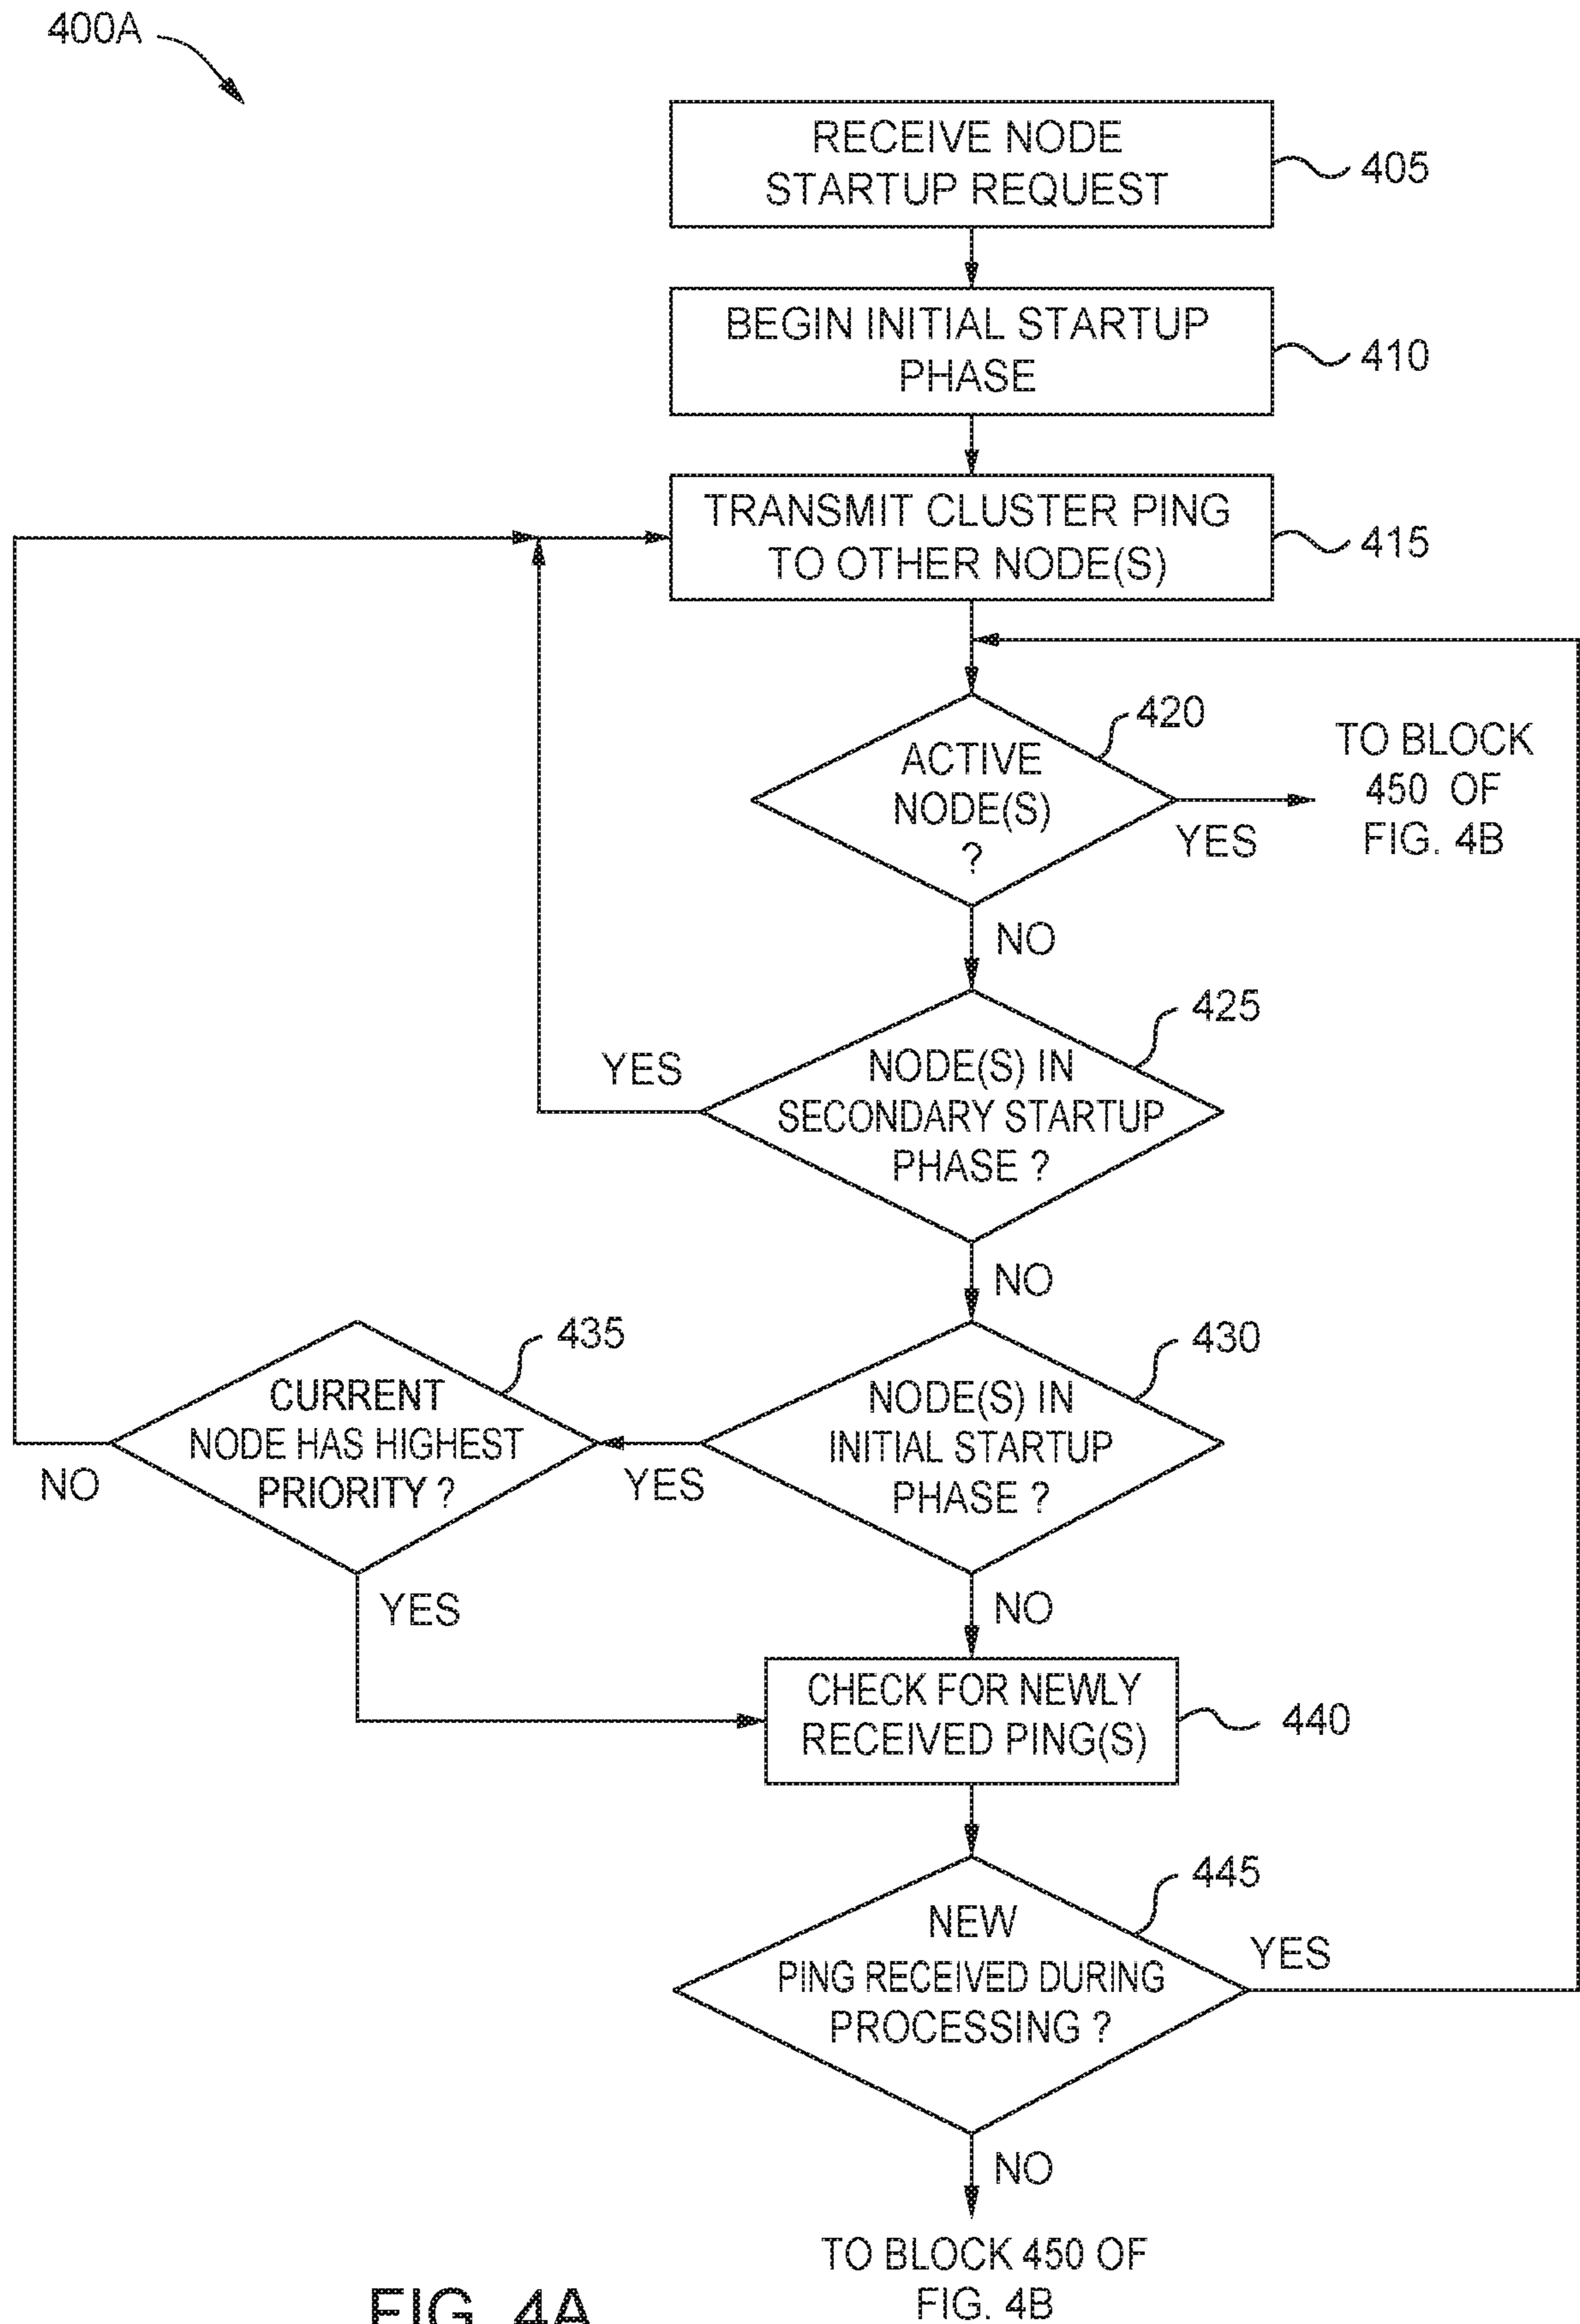 400A
RECEIVE NODE
STARTUP REQUEST
405
BEGIN INITIAL STARTUP
PHASE
410
TRANSMIT CLUSTER PING
TO OTHER NODE(S)
415
420
ACTIVE
NODE(S)
?
YES
TO BLOCK
450 OF
FIG. 4B
NO
425
NODE(S) IN
SECONDARY STARTUP
PHASE ?
YES
NO
430
NODE(S) IN
INITIAL STARTUP
PHASE ?
YES
435
CURRENT
NODE HAS HIGHEST
PRIORITY ?
NO
YES
NO
CHECK FOR NEWLY
RECEIVED PING(S)
440
445
NEW
PING RECEIVED DURING
PROCESSING ?
YES
NO
TO BLOCK 450 OF
FIG. 4B
FIG. 4A